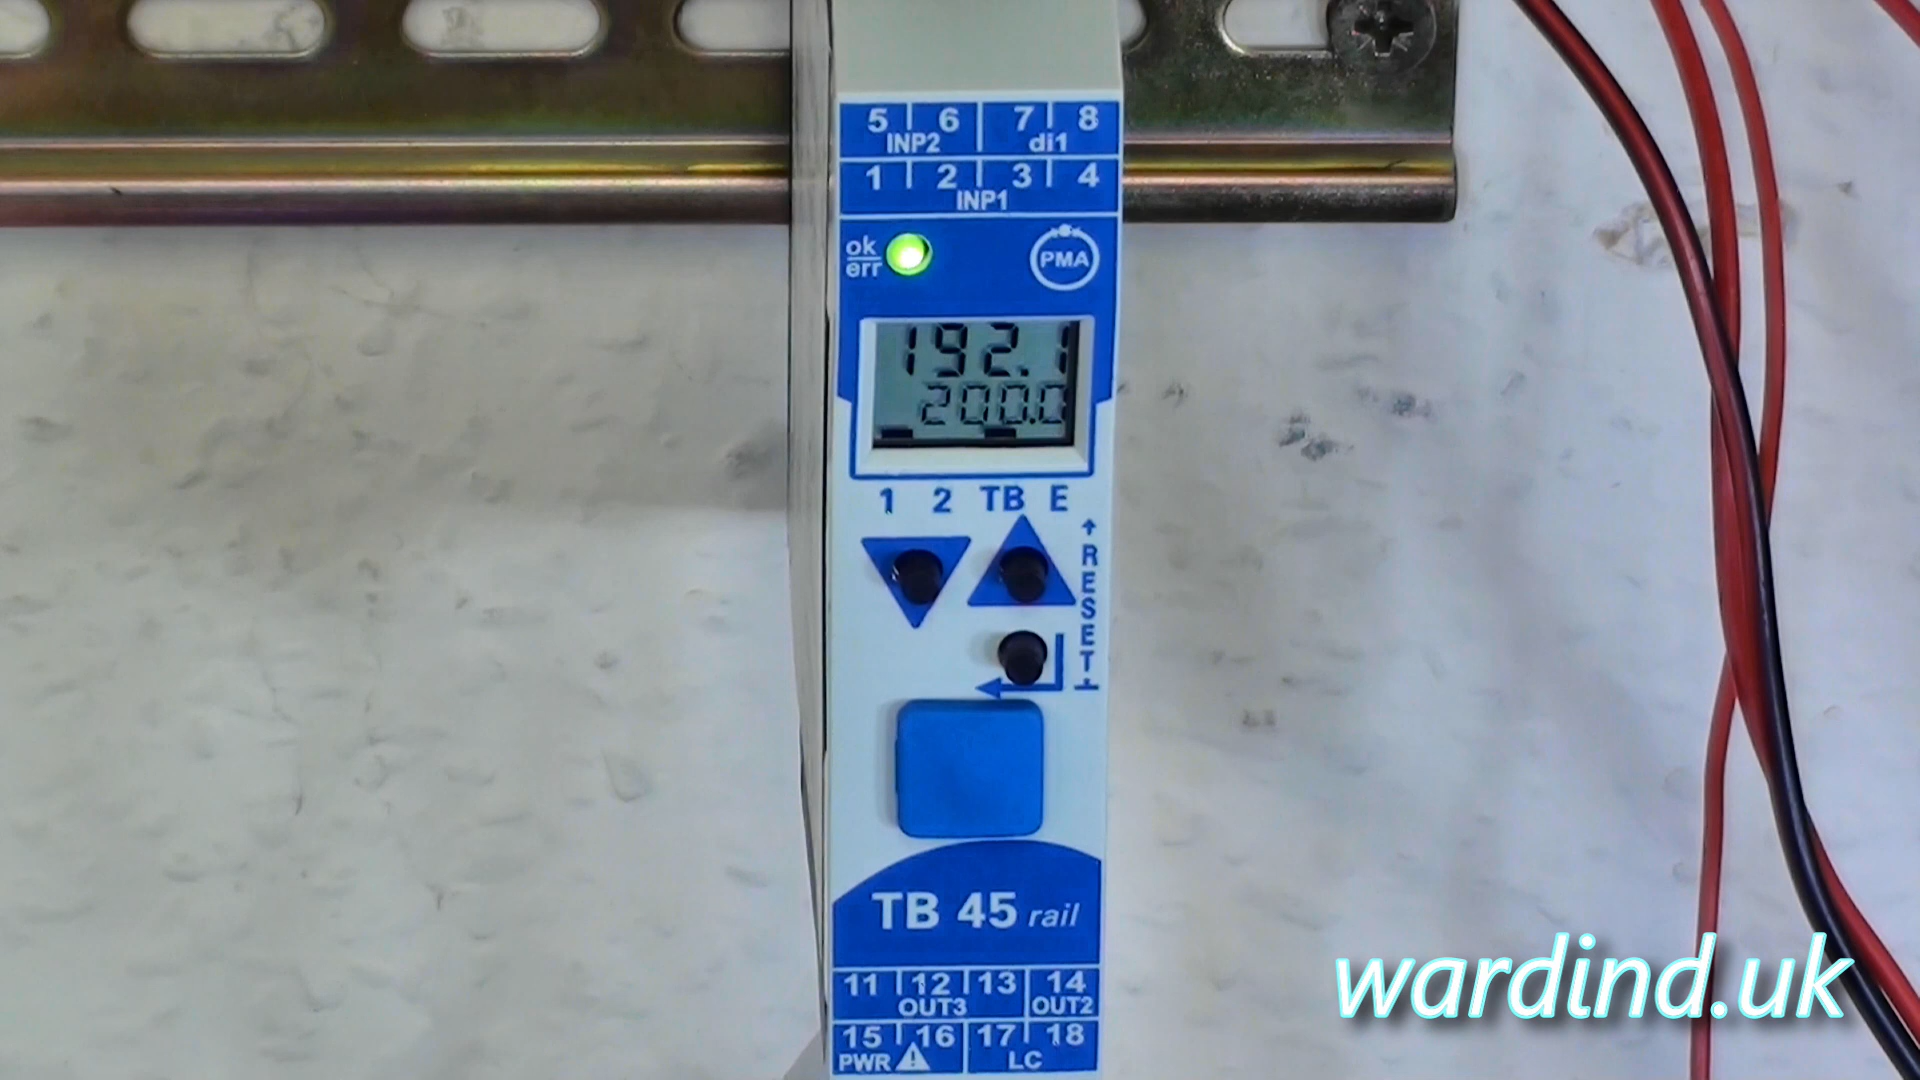 5 6 7 8
INP2 di1
1 2 3 4
INP1
ok
err
PMA
192.1
200.0
1 2 TB E
RESET
TB 45 rail
11 12 13 14
OUT3 OUT2
15 16 17 18
PWR LC
wardind.uk